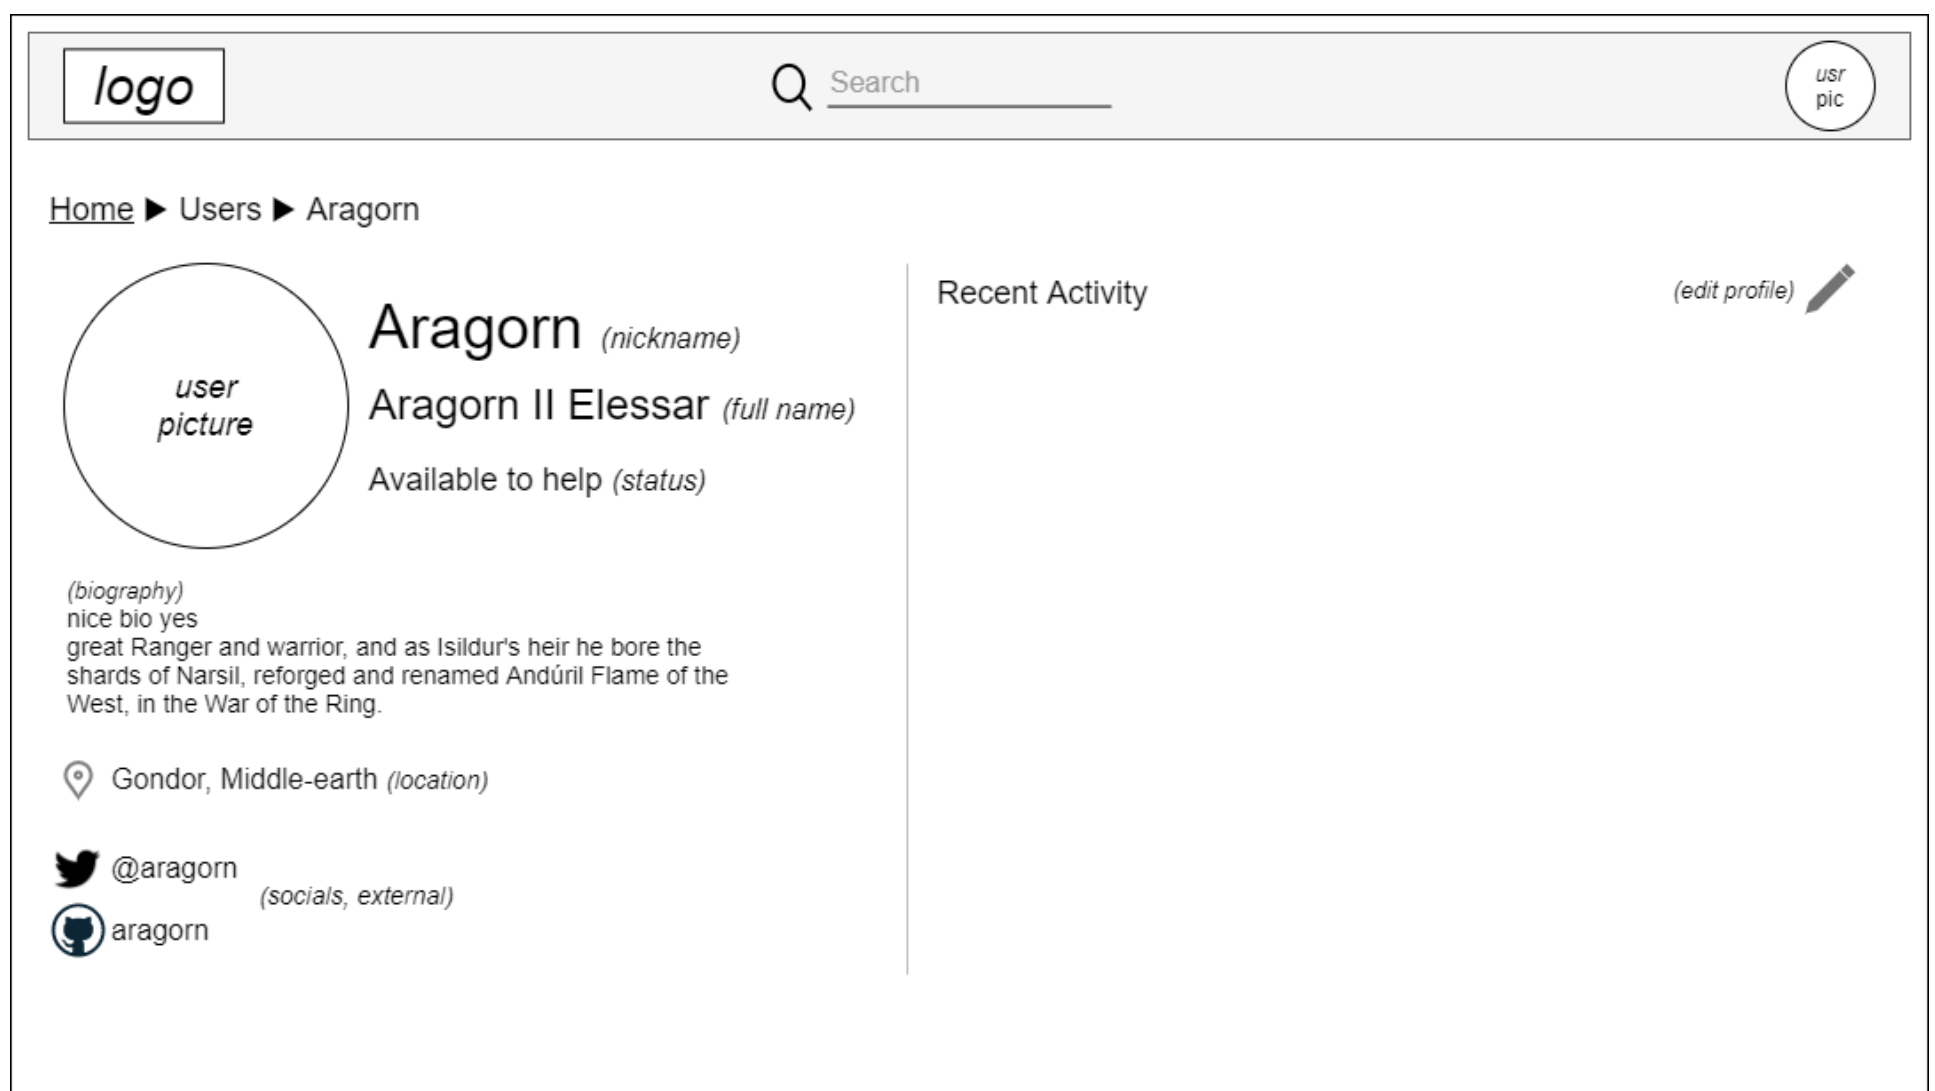 logo
Search
usr
pic
Home Users Aragorn
user
picture
Aragorn (nickname)
Aragorn II Elessar (full name)
Available to help (status)
(biography)
nice bio yes
great Ranger and warrior, and as Isildur's heir he bore the
shards of Narsil, reforged and renamed Andúril Flame of the
West, in the War of the Ring.
Gondor, Middle-earth (location)
@aragorn
(socials, external)
aragorn
Recent Activity
(edit profile)